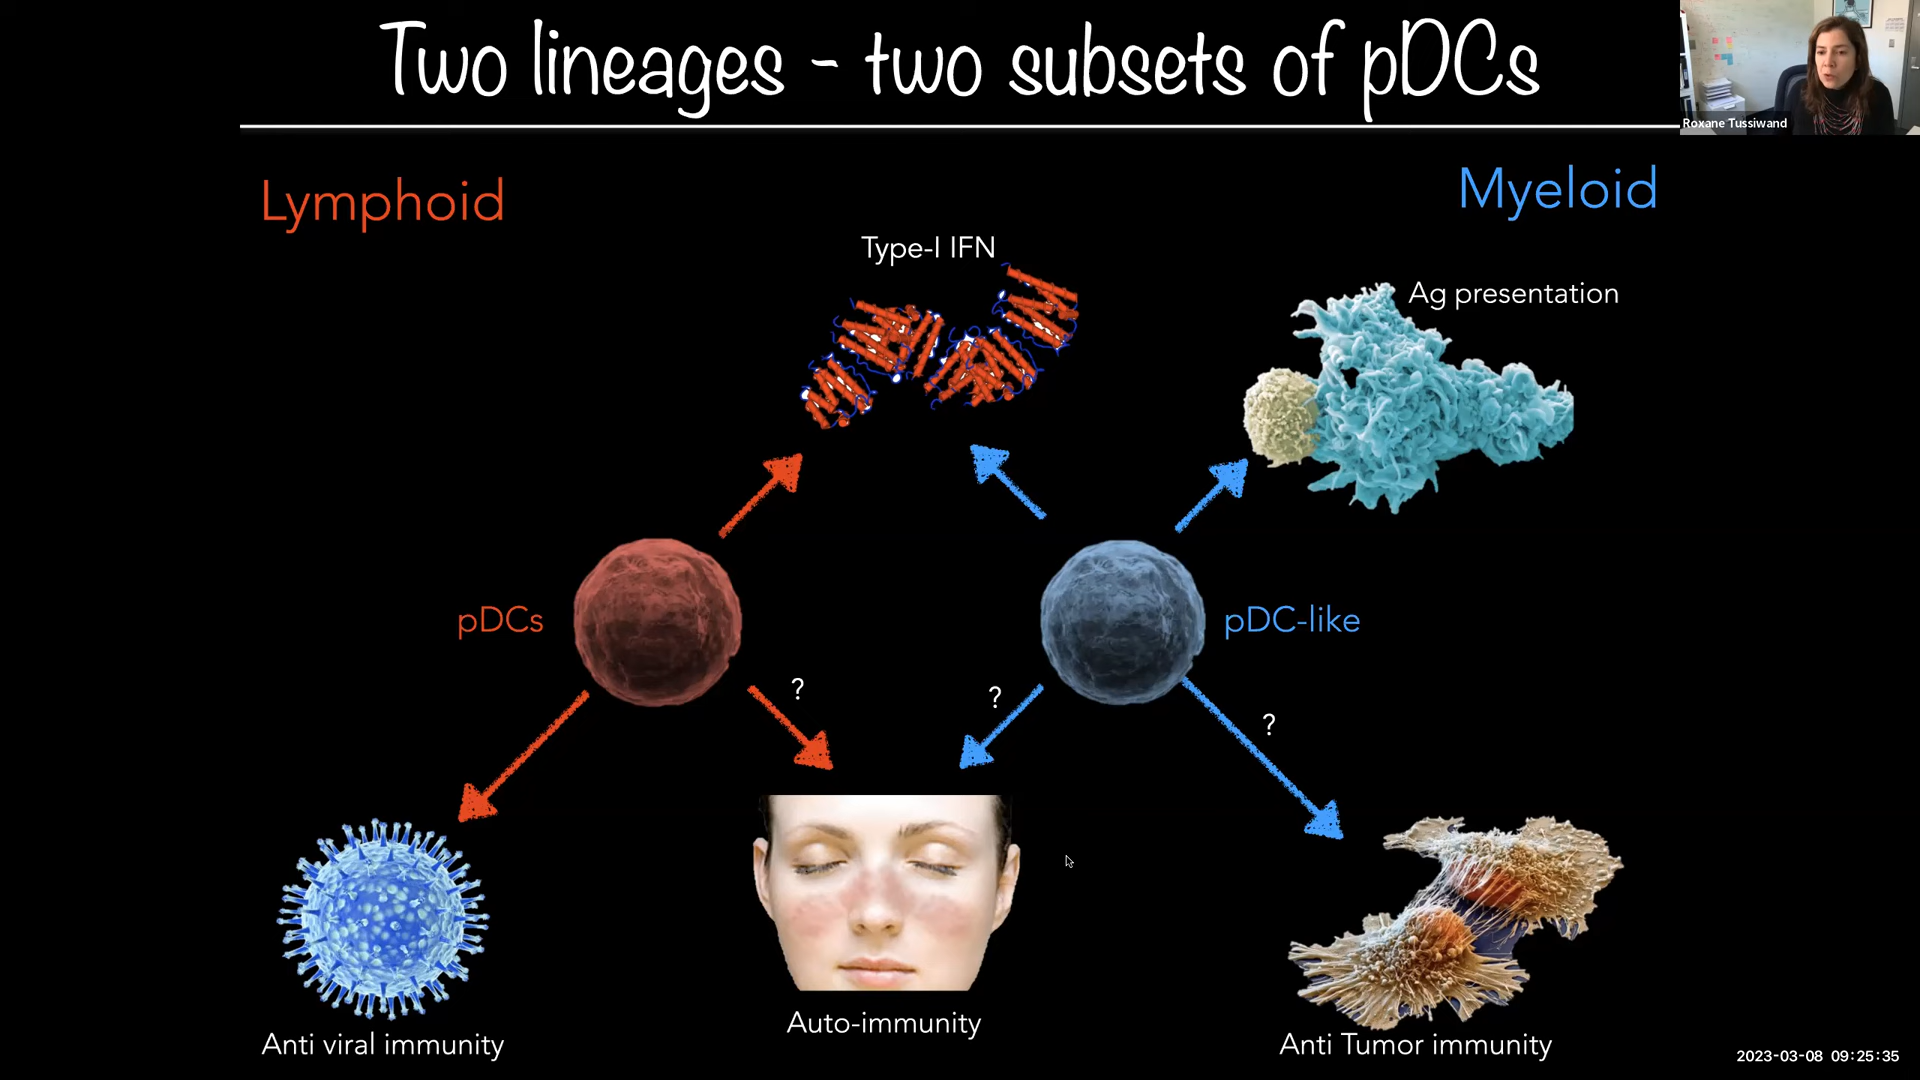 Two lineages - two subsets of pDCs
Roxane Tussiwand
Lymphoid
Myeloid
Type-I IFN
Ag presentation
pDCs
pDC-like
?
?
?
Anti viral immunity
Auto-immunity
Anti Tumor immunity
2023-03-08 09:25:35